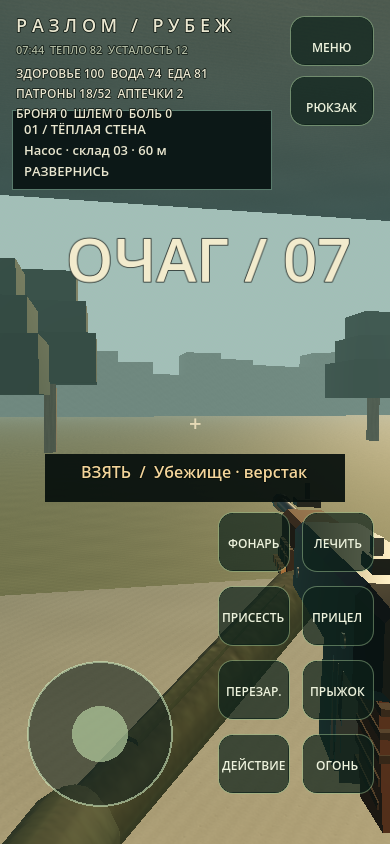 РАЗЛОМ / РУБЕЖ
07:44 ТЕПЛО 82 УСТАЛОСТЬ 12
ЗДОРОВЬЕ 100 ВОДА 74 ЕДА 81
ПАТРОНЫ 18/52 АПТЕЧКИ 2
БРОНЯ 0 ШЛЕМ 0 БОЛЬ 0
МЕНЮ
РЮКЗАК
01 / ТЁПЛАЯ СТЕНА
Насос · склад 03 · 60 м
РАЗВЕРНИСЬ
ОЧАГ / 07
ВЗЯТЬ / Убежище · верстак
ФОНАРЬ
ЛЕЧИТЬ
ПРИСЕСТЬ
ПРИЦЕЛ
ПЕРЕЗАР.
ПРЫЖОК
ДЕЙСТВИЕ
ОГОНЬ